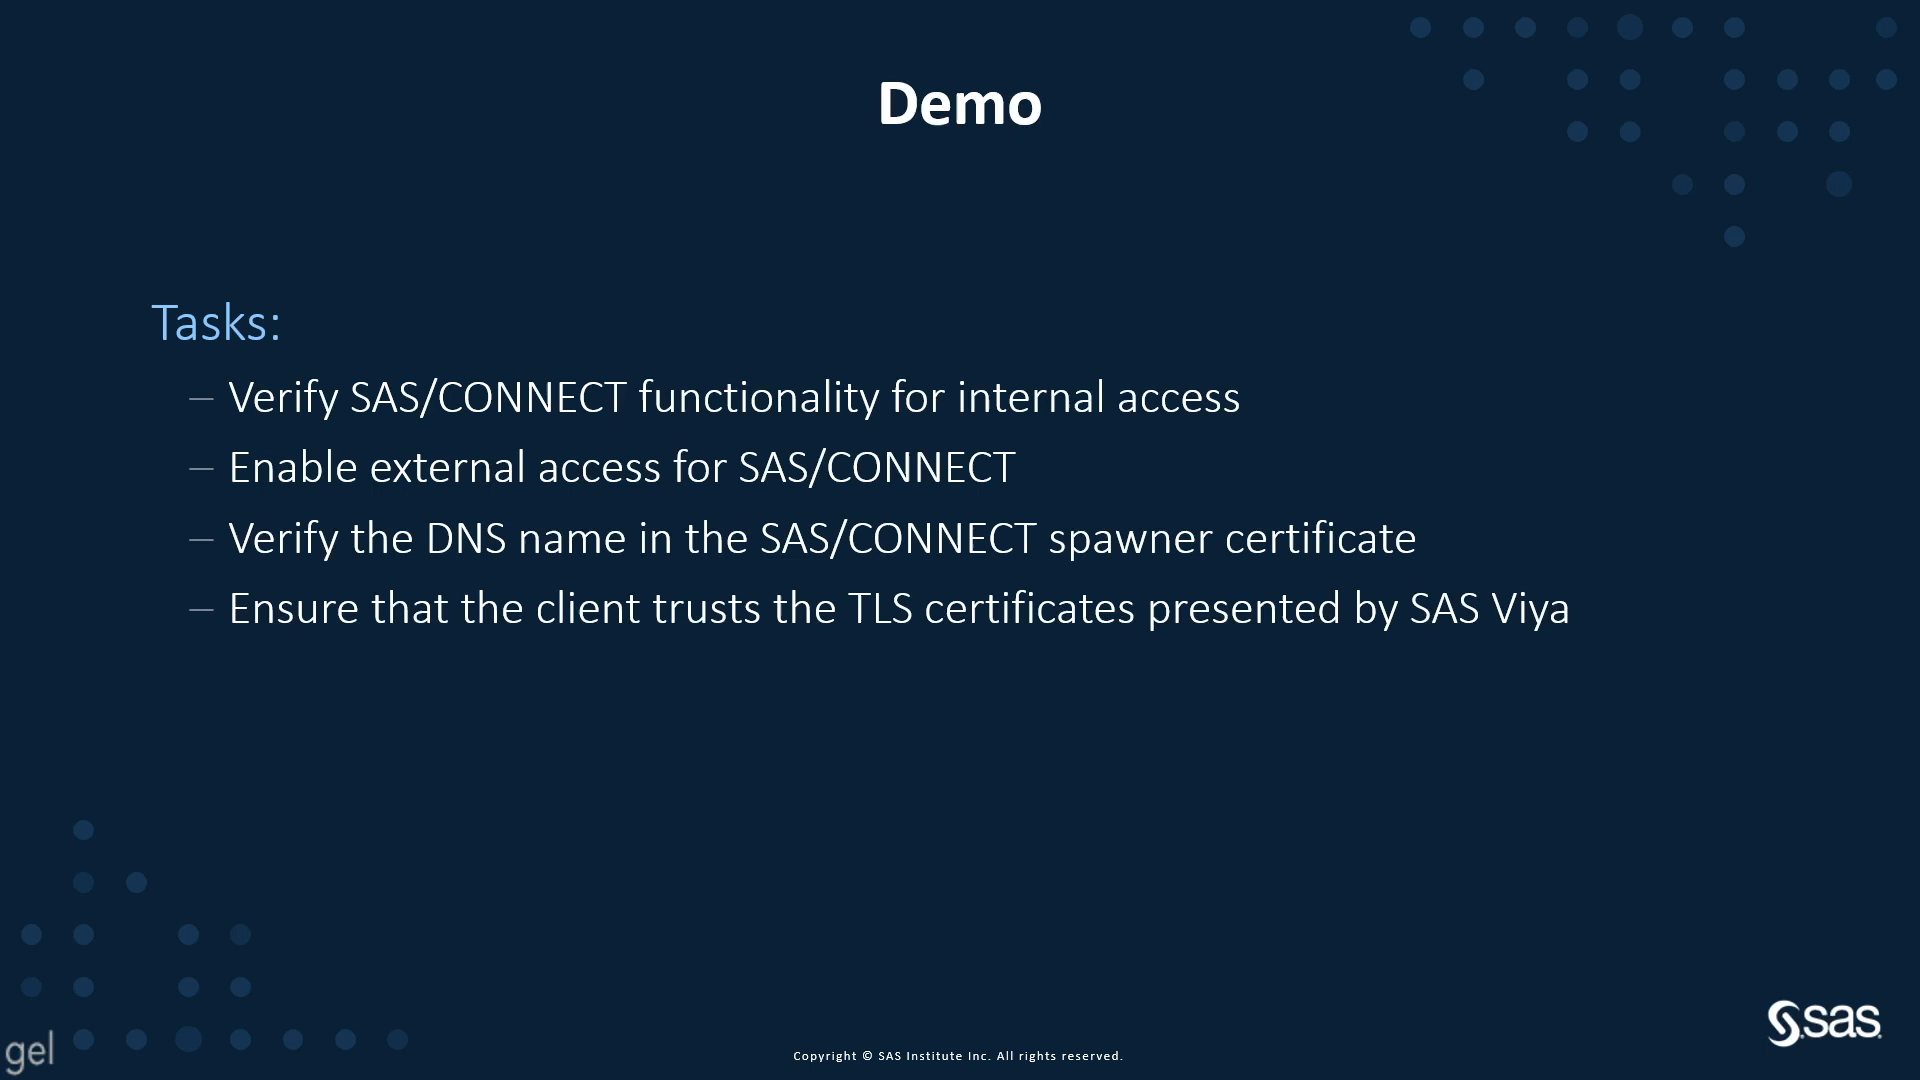 Demo
Tasks:
– Verify SAS/CONNECT functionality for internal access
– Enable external access for SAS/CONNECT
– Verify the DNS name in the SAS/CONNECT spawner certificate
– Ensure that the client trusts the TLS certificates presented by SAS Viya
gel
Copyright © SAS Institute Inc. All rights reserved.
sas